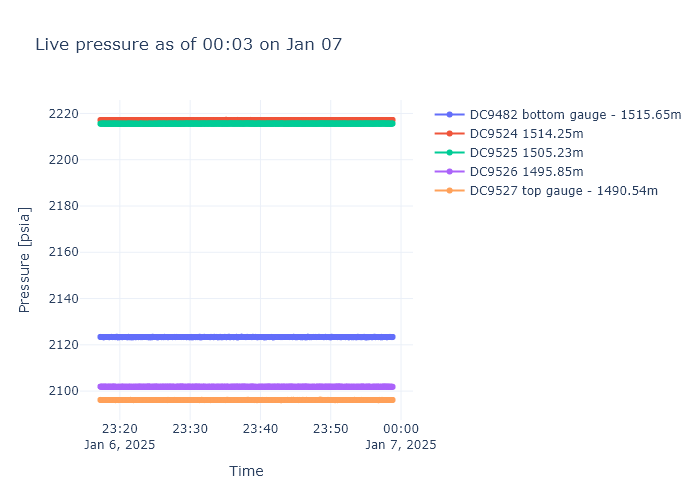 Live pressure as of 00:03 on Jan 07
DC9482 bottom gauge - 1515.65m
DC9524 1514.25m
DC9525 1505.23m
DC9526 1495.85m
DC9527 top gauge - 1490.54m
Pressure [psia]
2220
2200
2180
2160
2140
2120
2100
23:20 23:30 23:40 23:50 00:00
Jan 6, 2025 Jan 7, 2025
Time